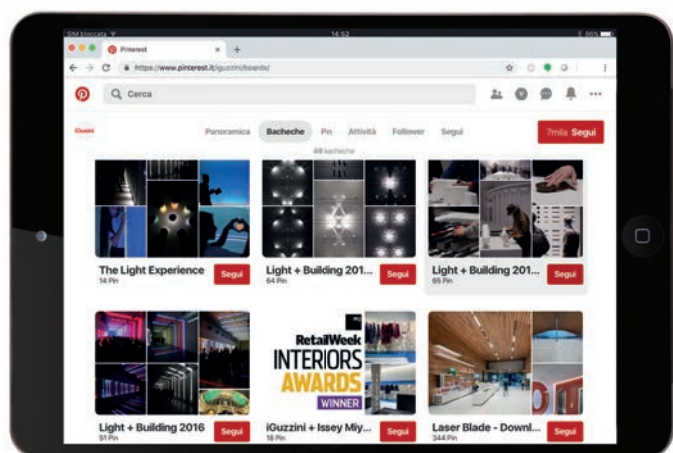 SIM bloccata
14:52
86%
Pinterest
https://www.pinterest.it/iguzzini/boards/
Cerca
iGuzzini
Panoramica Bacheche Pin Attività Follower Segui
7mila Segui
49 bacheche
The Light Experience
14 Pin
Segui
Light + Building 201...
64 Pin
Segui
Light + Building 201...
65 Pin
Segui
RetailWeek
INTERIORS
AWARDS
WINNER
Light + Building 2016
51 Pin
Segui
iGuzzini + Issey Miy...
18 Pin
Segui
Laser Blade - Downl...
344 Pin
Segui